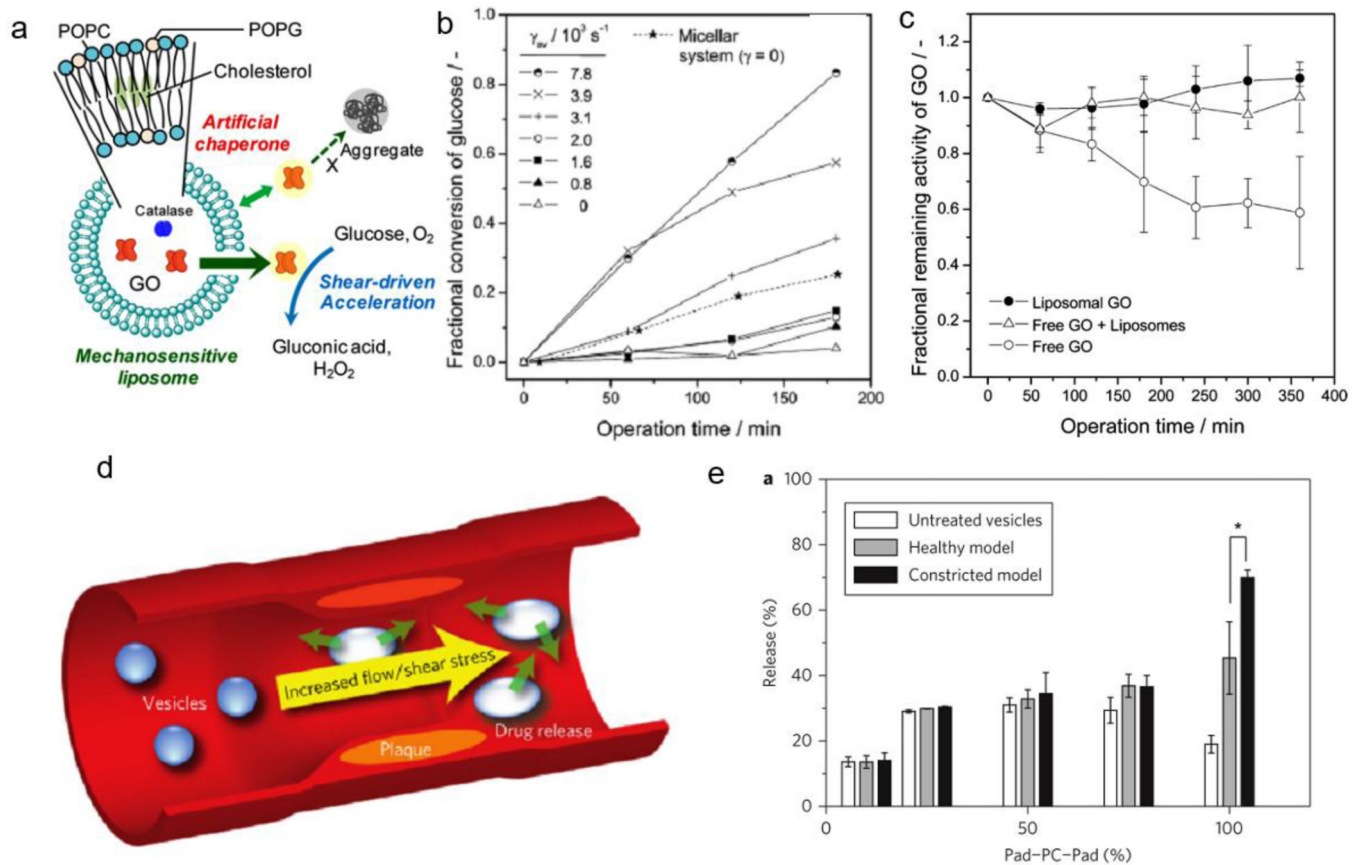 a
POPC
POPG
Cholesterol
Artificial
chaperone
Aggregate
X
Catalase
GO
Glucose, O2
Shear-driven
Acceleration
Mechanosensitive
liposome
Gluconic acid,
H2O2
b
Fractional conversion of glucose / -
1.0
0.8
0.6
0.4
0.2
0.0
γav / 10³ s⁻¹
7.8
3.9
3.1
2.0
1.6
0.8
0
Micellar
system (γ = 0)
0 50 100 150 200
Operation time / min
c
Fractional remaining activity of GO / -
1.2
1.0
0.8
0.6
0.4
0.2
0.0
Liposomal GO
Free GO + Liposomes
Free GO
0 50 100 150 200 250 300 350 400
Operation time / min
d
Vesicles
Increased flow/shear stress
Drug release
Plaque
e
a
Release (%)
100
80
60
40
20
0
Untreated vesicles
Healthy model
Constricted model
*
0 50 100
Pad–PC–Pad (%)